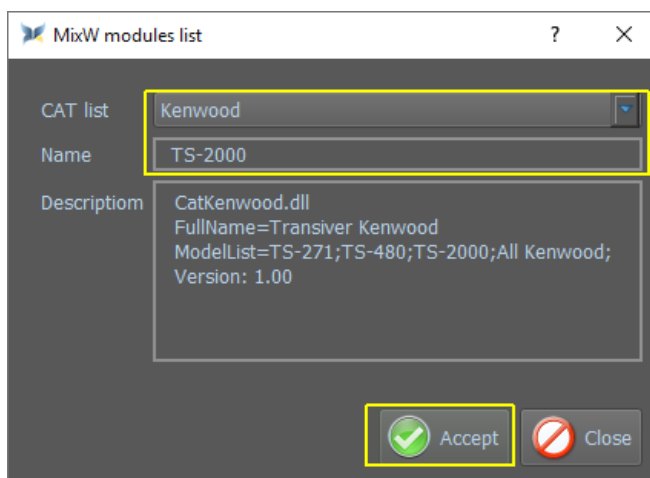 MixW modules list
?
CAT list
Kenwood
Name
TS-2000
Descriptiom
CatKenwood.dll
FullName=Transiver Kenwood
ModelList=TS-271;TS-480;TS-2000;All Kenwood;
Version: 1.00
Accept
Close